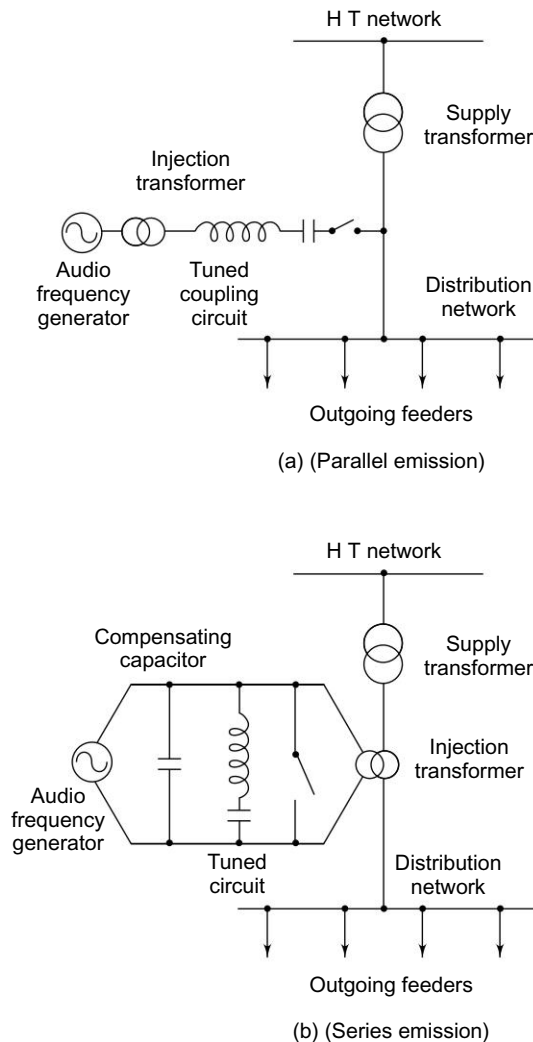 H T network
Supply
transformer
Injection
transformer
Audio
frequency
generator
Tuned
coupling
circuit
Distribution
network
Outgoing feeders
(a) (Parallel emission)
H T network
Compensating
capacitor
Supply
transformer
Injection
transformer
Audio
frequency
generator
Tuned
circuit
Distribution
network
Outgoing feeders
(b) (Series emission)